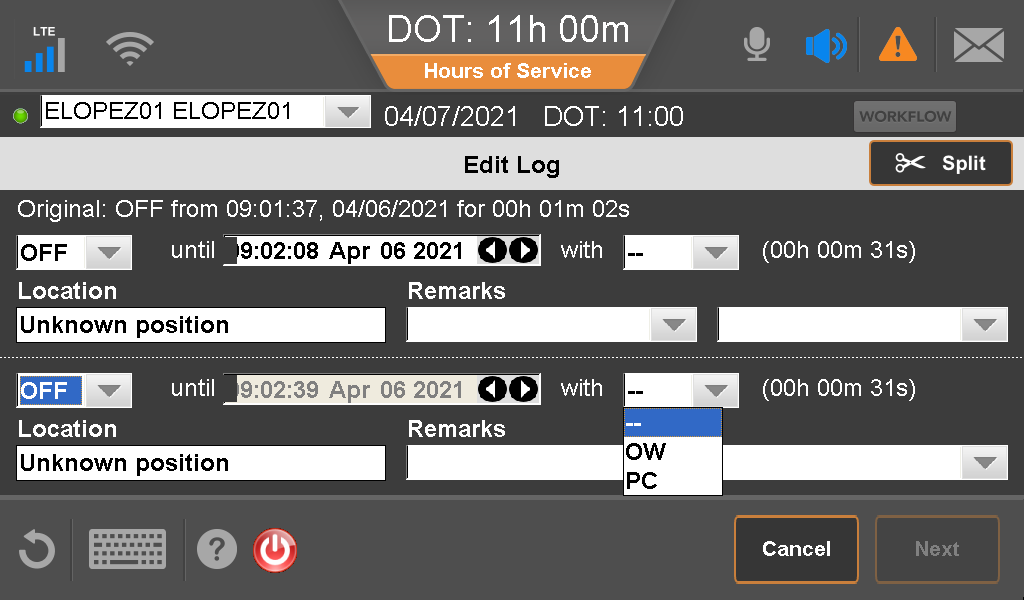 LTE
DOT: 11h 00m
Hours of Service
ELOPEZ01 ELOPEZ01
04/07/2021 DOT: 11:00
WORKFLOW
Edit Log
Split
Original: OFF from 09:01:37, 04/06/2021 for 00h 01m 02s
OFF until 09:02:08 Apr 06 2021 with -- (00h 00m 31s)
Location Remarks
Unknown position
OFF until 09:02:39 Apr 06 2021 with -- (00h 00m 31s)
--
Location Remarks
OW
Unknown position
PC
?
Cancel Next